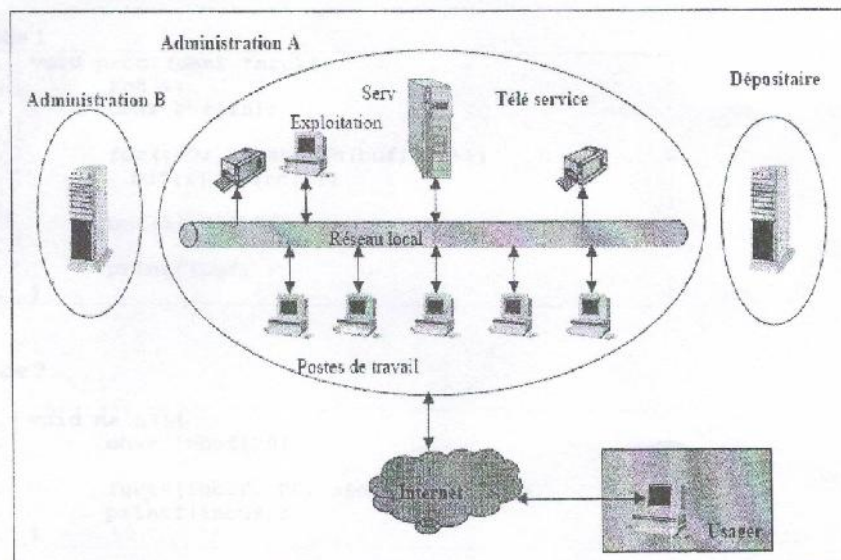 Administration A
Administration B
Serv
Télé service
Dépositaire
Exploitation
Réseau local
Postes de travail
Internet
Usager